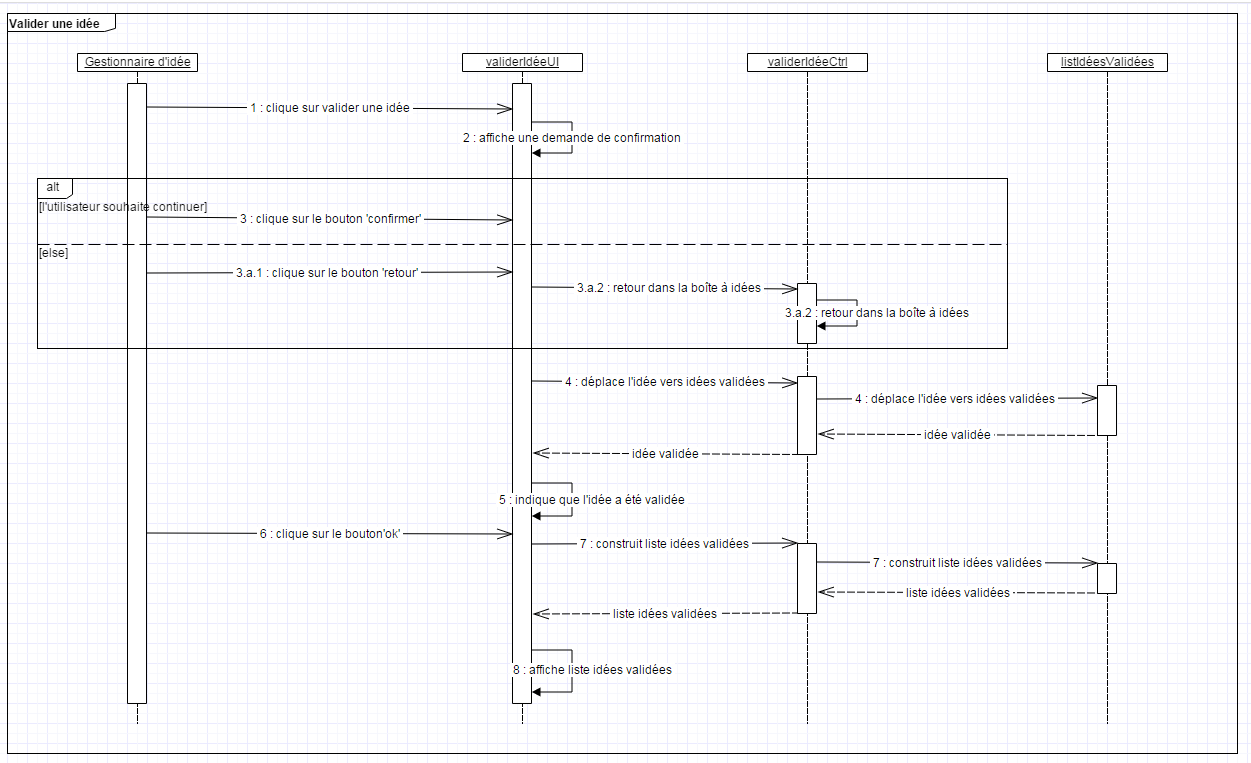 Valider une idée
Gestionnaire d'idée
validerIdéeUI
validerIdéeCtrl
listIdéesValidées
1 : clique sur valider une idée
2 : affiche une demande de confirmation
alt
[l'utilisateur souhaite continuer]
3 : clique sur le bouton 'confirmer'
[else]
3.a.1 : clique sur le bouton 'retour'
3.a.2 : retour dans la boîte à idées
3.a.2 : retour dans la boîte à idées
4 : déplace l'idée vers idées validées
4 : déplace l'idée vers idées validées
idée validée
idée validée
5 : indique que l'idée a été validée
6 : clique sur le bouton'ok'
7 : construit liste idées validées
7 : construit liste idées validées
liste idées validées
liste idées validées
8 : affiche liste idées validées